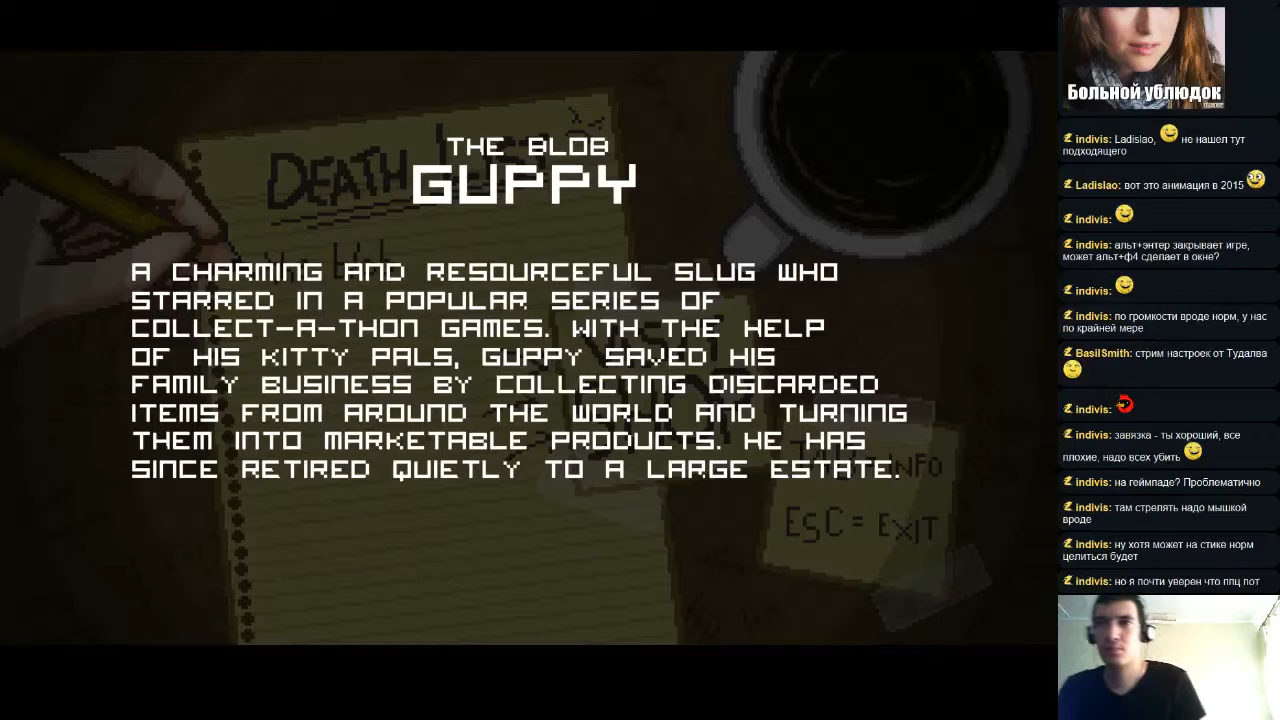 DEATH LIST
THE BLOB
GUPPY
A CHARMING AND RESOURCEFUL SLUG WHO
STARRED IN A POPULAR SERIES OF
COLLECT-A-THON GAMES. WITH THE HELP
OF HIS KITTY PALS, GUPPY SAVED HIS
FAMILY BUSINESS BY COLLECTING DISCARDED
ITEMS FROM AROUND THE WORLD AND TURNING
THEM INTO MARKETABLE PRODUCTS. HE HAS
SINCE RETIRED QUIETLY TO A LARGE ESTATE.
the blob
VISIT
SHOP
INFO
ESC = EXIT
Больной ублюдок
indivis: Ladislao, не нашел тут
подходящего
Ladislao: вот это анимация в 2015
indivis:
indivis: альт+энтер закрывает игре,
может альт+ф4 сделает в окне?
indivis:
indivis: по громкости вроде норм, у нас
по крайней мере
BasilSmith: стрим настроек от Тудалва
indivis:
indivis: завязка - ты хороший, все
плохие, надо всех убить
indivis: на геймпаде? Проблематично
indivis: там стрелять надо мышкой
вроде
indivis: ну хотя может на стике норм
целиться будет
indivis: но я почти уверен что ппц пот